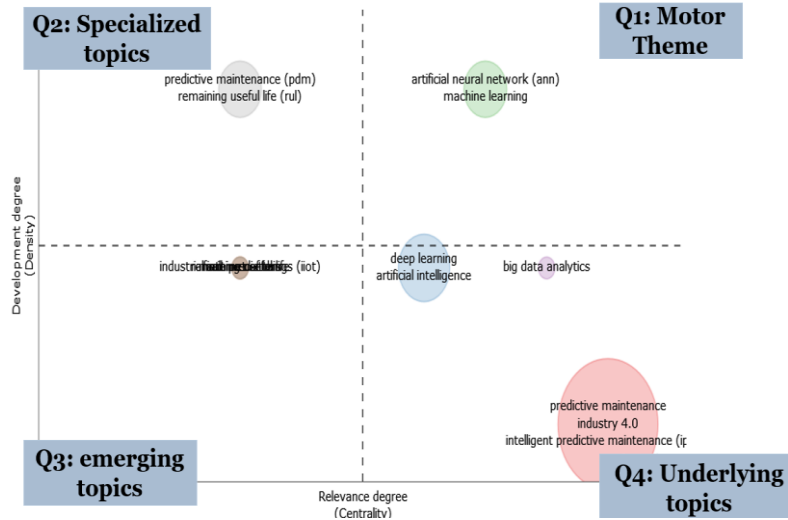 Q2: Specialized
topics
Q1: Motor
Theme
predictive maintenance (pdm)
remaining useful life (rul)
artificial neural network (ann)
machine learning
Development degree
(Density)
deep learning
artificial intelligence
big data analytics
(iiot)
predictive maintenance
industry 4.0
intelligent predictive maintenance (ip
Q3: emerging
topics
Q4: Underlying
topics
Relevance degree
(Centrality)